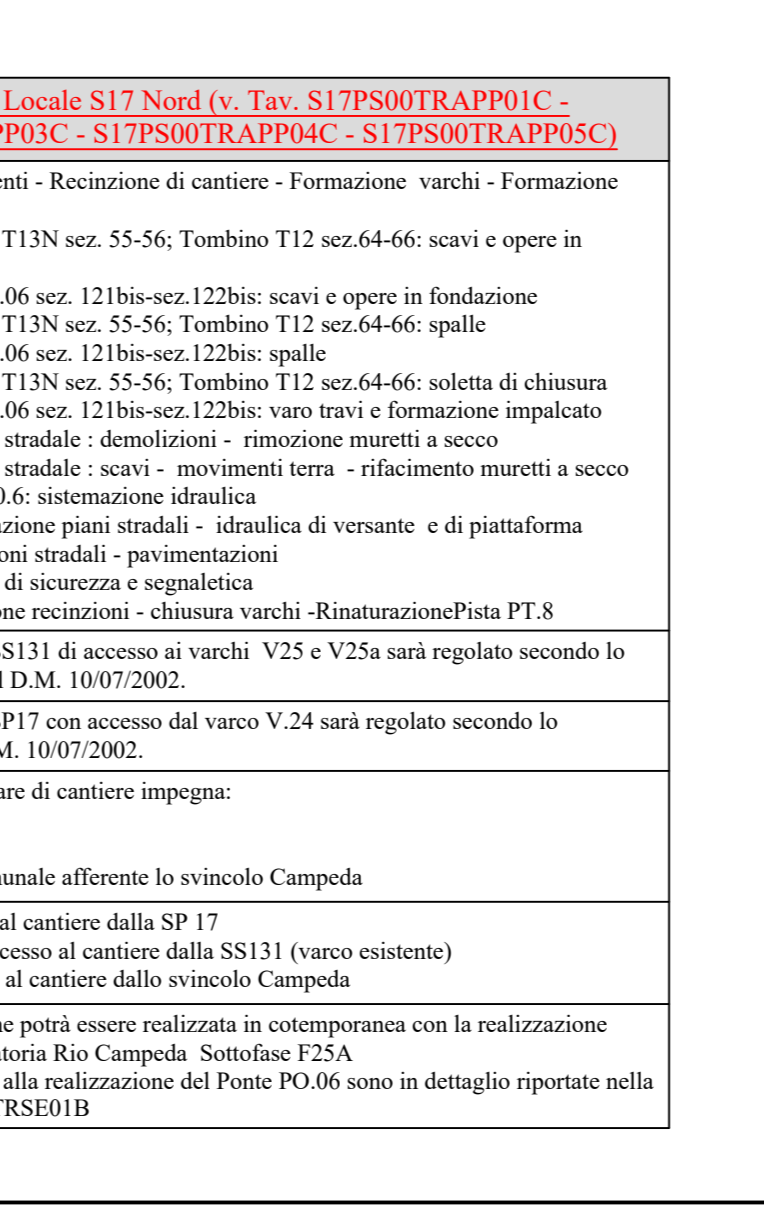 Locale S17 Nord (v. Tav. S17PS00TRAPP01C -
PP03C - S17PS00TRAPP04C - S17PS00TRAPP05C)
enti - Recinzione di cantiere - Formazione varchi - Formazione
T13N sez. 55-56; Tombino T12 sez.64-66: scavi e opere in
.06 sez. 121bis-sez.122bis: scavi e opere in fondazione
T13N sez. 55-56; Tombino T12 sez.64-66: spalle
.06 sez. 121bis-sez.122bis: spalle
T13N sez. 55-56; Tombino T12 sez.64-66: soletta di chiusura
.06 sez. 121bis-sez.122bis: varo travi e formazione impalcato
stradale : demolizioni - rimozione muretti a secco
stradale : scavi - movimenti terra - rifacimento muretti a secco
0.6: sistemazione idraulica
azione piani stradali - idraulica di versante e di piattaforma
oni stradali - pavimentazioni
di sicurezza e segnaletica
one recinzioni - chiusura varchi -RinaturazionePista PT.8
SS131 di accesso ai varchi V25 e V25a sarà regolato secondo lo
l D.M. 10/07/2002.
SP17 con accesso dal varco V.24 sarà regolato secondo lo
M. 10/07/2002.
are di cantiere impegna:
unale afferente lo svincolo Campeda
al cantiere dalla SP 17
cesso al cantiere dalla SS131 (varco esistente)
al cantiere dallo svincolo Campeda
ne potrà essere realizzata in cotemporanea con la realizzazione
atoria Rio Campeda Sottofase F25A
alla realizzazione del Ponte PO.06 sono in dettaglio riportate nella
TRSE01B